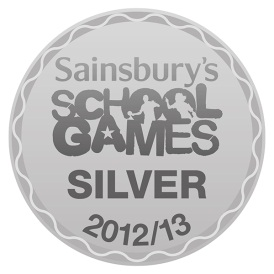 Sainsbury's
SCHOOL
GAMES
SILVER
2012/13